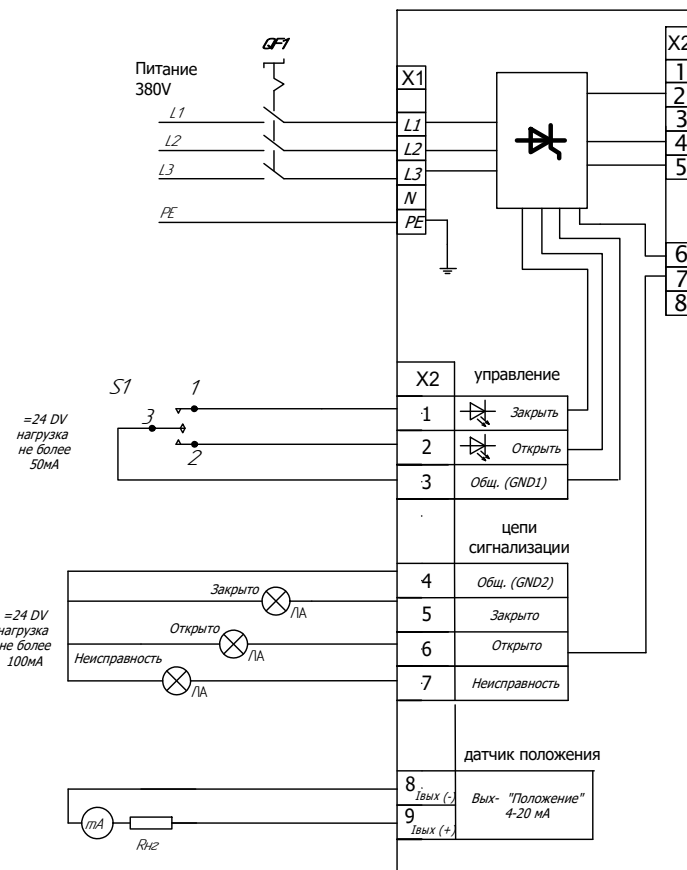 QF1
Питание
380V
L1
L2
L3
PE
X1
L1
L2
L3
N
PE
X2
1
2
3
4
5
6
7
8
S1
1
3
2
=24 DV
нагрузка
не более
50мА
X2
управление
1 Закрыть
2 Открыть
3 Общ. (GND1)
цепи
сигнализации
=24 DV
нагрузка
не более
100мА
Закрыто
ЛА
Открыто
ЛА
Неисправность
ЛА
4 Общ. (GND2)
5 Закрыто
6 Открыто
7 Неисправность
датчик положения
8 Iвых (-)
9 Iвых (+)
Вых- "Положение"
4-20 мА
mA
Rнг